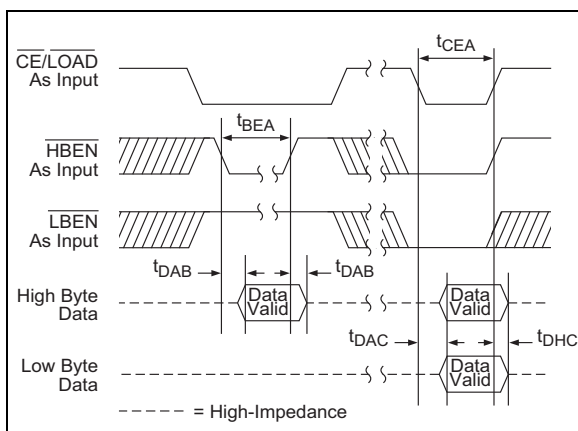 CE/LOAD
As Input
tCEA
tBEA
HBEN
As Input
LBEN
As Input
tDAB
tDAB
High Byte
Data
Data
Valid
Data
Valid
tDAC
tDHC
Low Byte
Data
Data
Valid
= High-Impedance